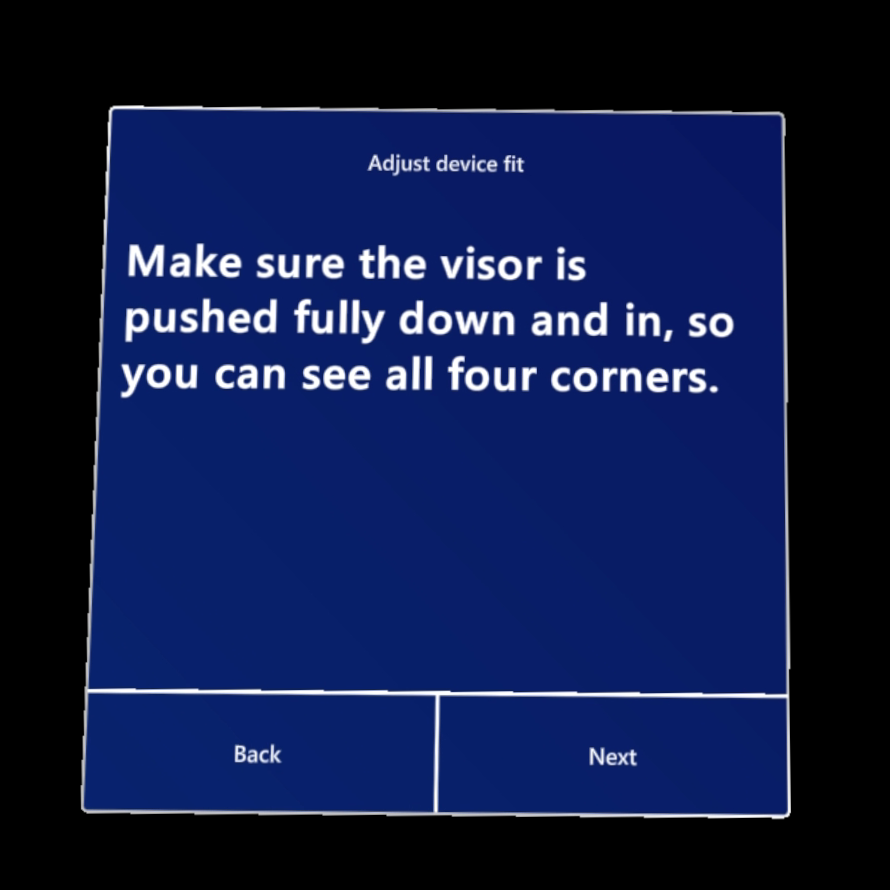 Adjust device fit
Make sure the visor is
pushed fully down and in, so
you can see all four corners.
Back
Next